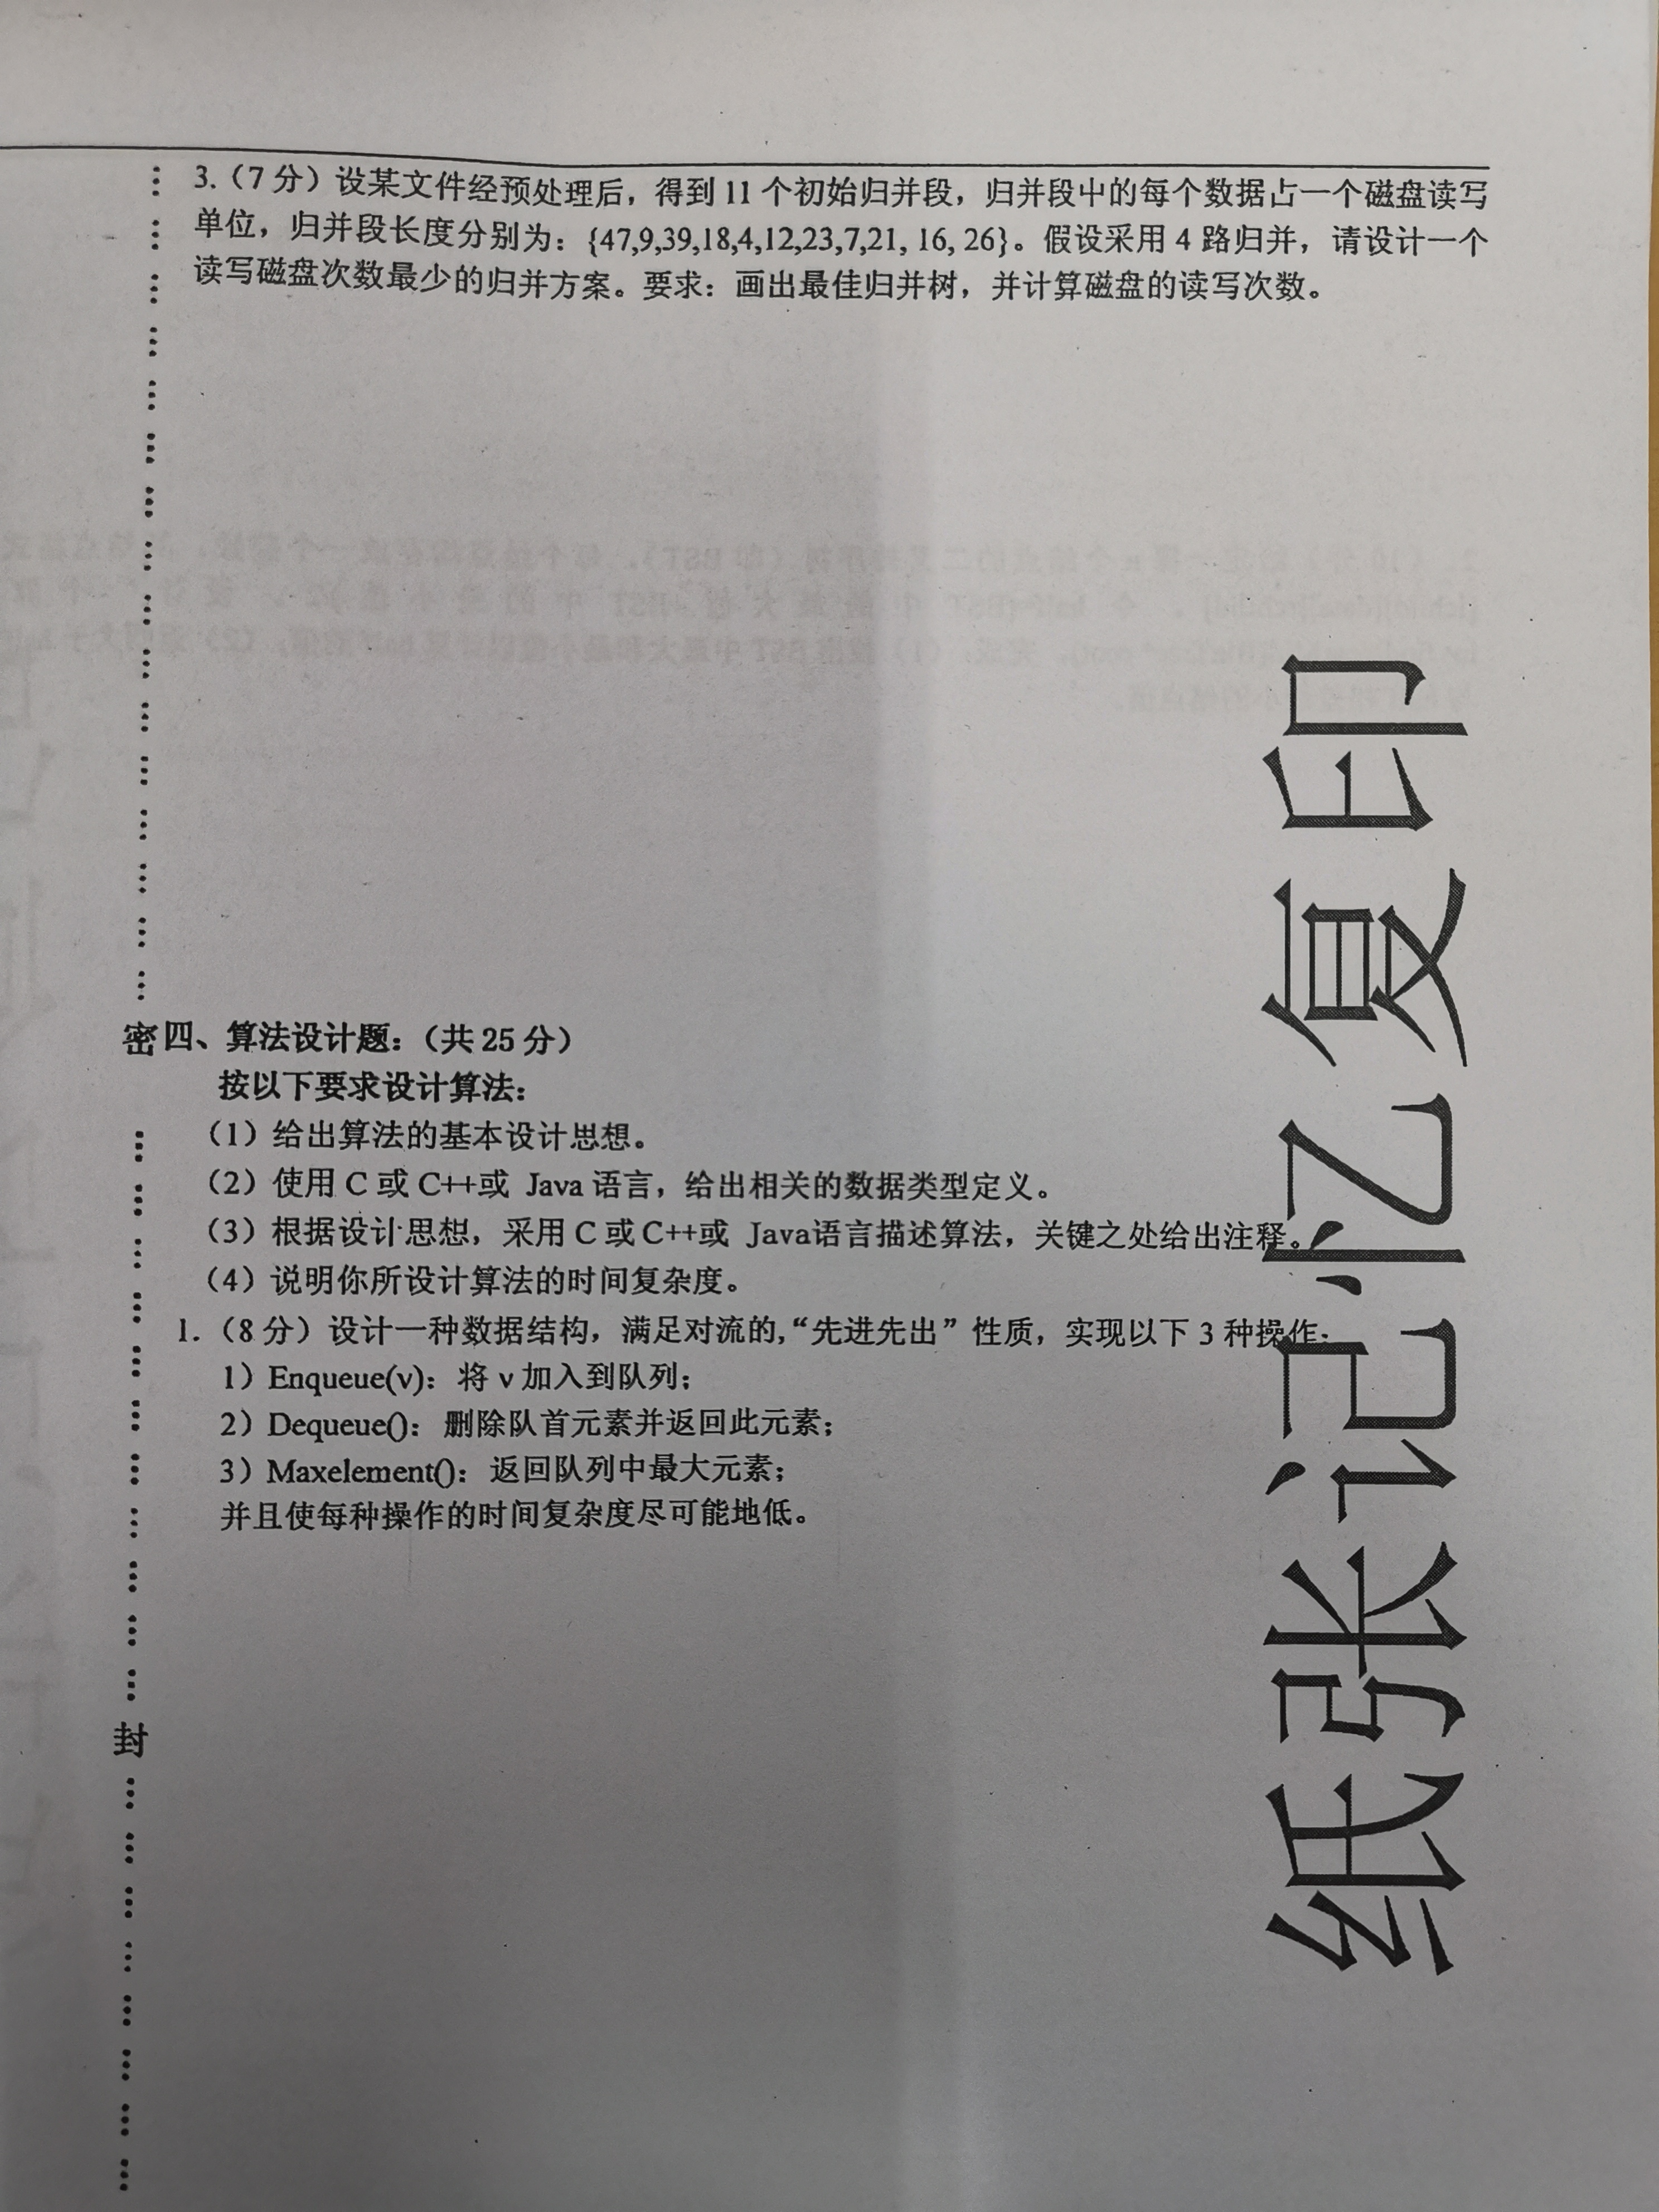 3.（7 分）设某文件经预处理后，得到 11 个初始归并段，归并段中的每个数据占一个磁盘读写
单位，归并段长度分别为：{47,9,39,18,4,12,23,7,21, 16, 26}。假设采用 4 路归并，请设计一个
读写磁盘次数最少的归并方案。要求：画出最佳归并树，并计算磁盘的读写次数。
密
四、算法设计题：（共 25 分）
按以下要求设计算法：
（1）给出算法的基本设计思想。
（2）使用 C 或 C++或 Java 语言，给出相关的数据类型定义。
（3）根据设计思想，采用 C 或 C++或 Java语言描述算法，关键之处给出注释。
（4）说明你所设计算法的时间复杂度。
1.（8 分）设计一种数据结构，满足对流的,“先进先出”性质，实现以下 3 种操作：
1）Enqueue(v)：将 v 加入到队列；
2）Dequeue()：删除队首元素并返回此元素；
3）Maxelement()：返回队列中最大元素；
并且使每种操作的时间复杂度尽可能地低。
封
纸张记忆复印